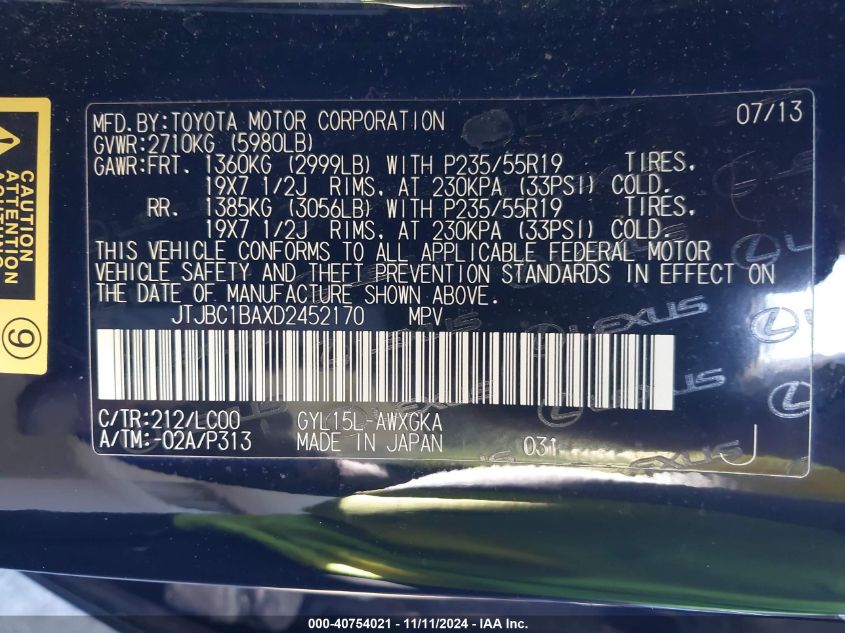 MFD.BY:TOYOTA MOTOR CORPORATION 07/13
GVWR:2710KG (5980LB)
GAWR:FRT. 1360KG (2999LB) WITH P235/55R19 TIRES,
19X7 1/2J RIMS, AT 230KPA (33PSI) COLD.
RR. 1385KG (3056LB) WITH P235/55R19 TIRES,
19X7 1/2J RIMS, AT 230KPA (33PSI) COLD.
THIS VEHICLE CONFORMS TO ALL APPLICABLE FEDERAL MOTOR
VEHICLE SAFETY AND THEFT PREVENTION STANDARDS IN EFFECT ON
THE DATE OF MANUFACTURE SHOWN ABOVE.
JTJBC1BAXD2452170 MPV
C/TR:212/LC00 GYL15L-AWXGKA
A/TM:-02A/P313 MADE IN JAPAN 031 J
CAUTION
ATTENTION
9
LEXUS
LEXUS
LEXUS
000-40754021 - 11/11/2024 - IAA Inc.